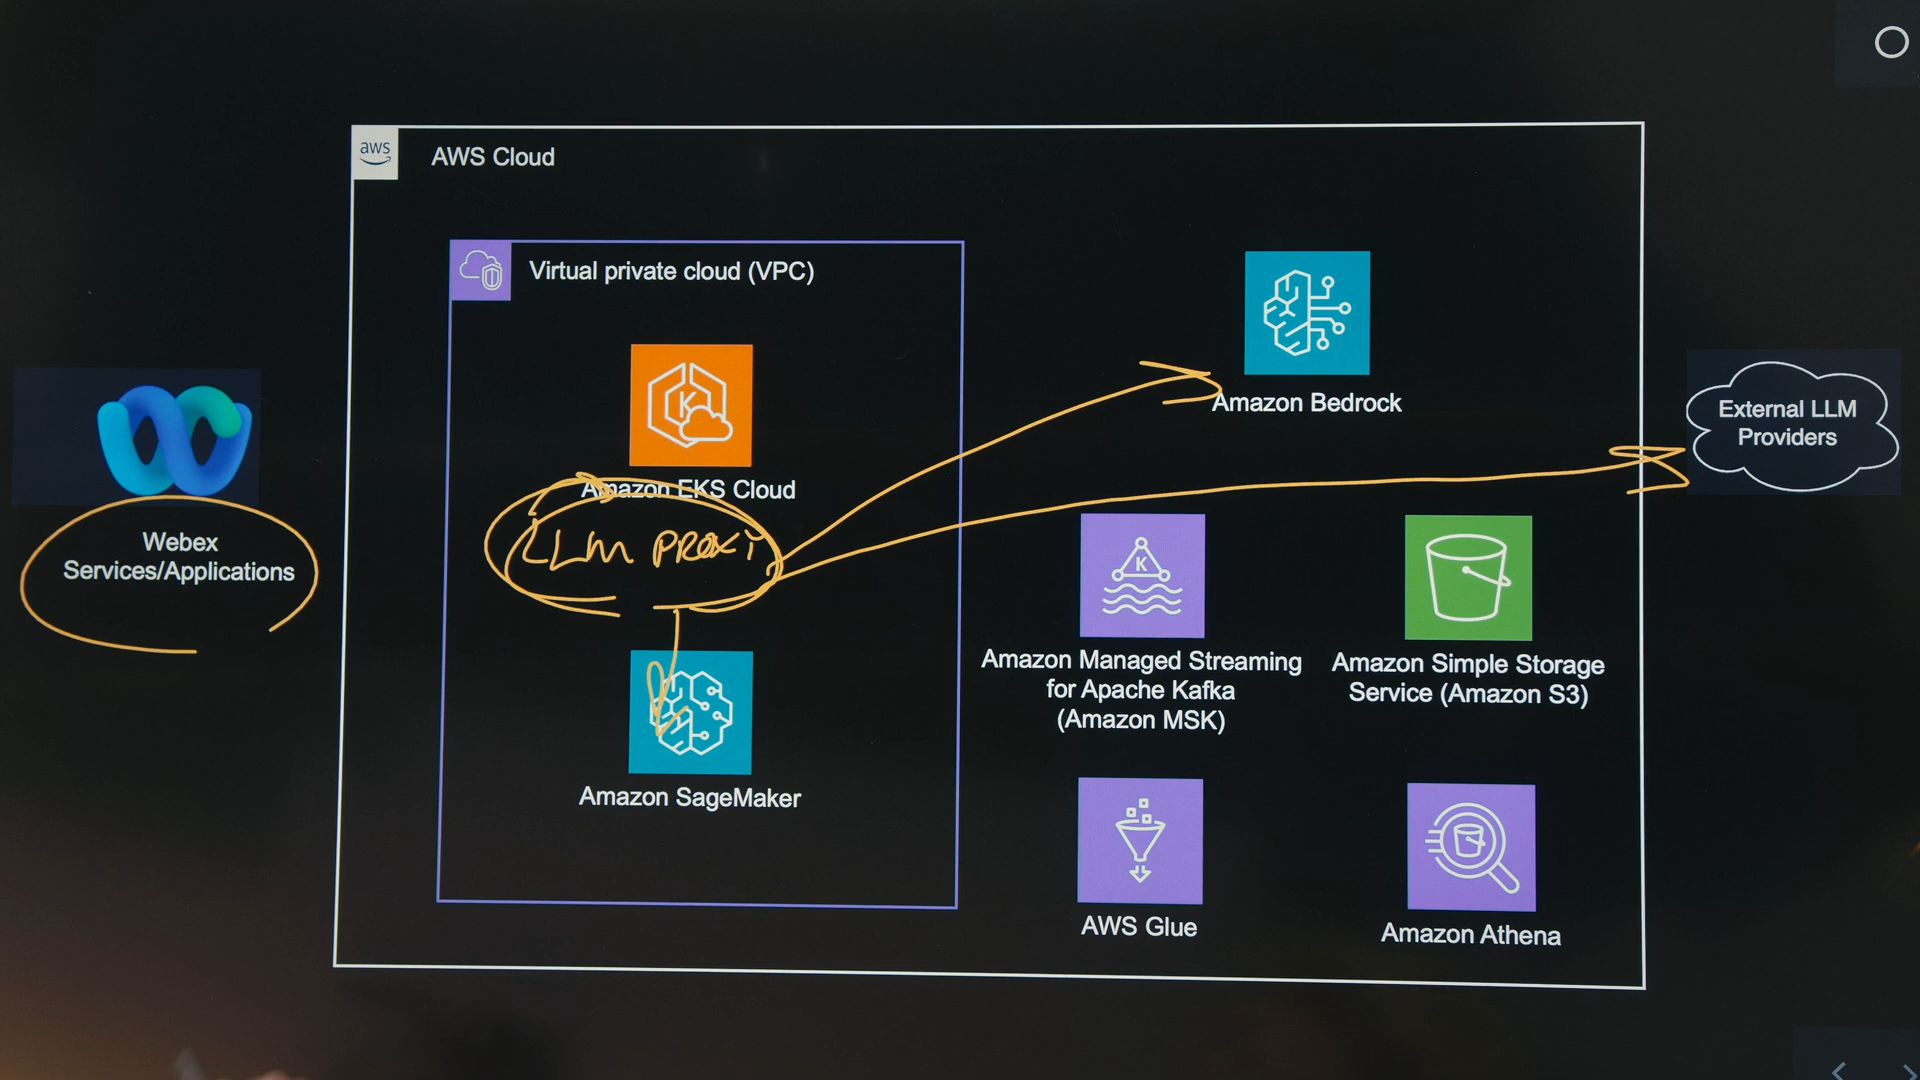 aws
AWS Cloud
Virtual private cloud (VPC)
Amazon EKS Cloud
LLM PROXY
Amazon SageMaker
Webex
Services/Applications
Amazon Bedrock
External LLM
Providers
Amazon Managed Streaming
for Apache Kafka
(Amazon MSK)
Amazon Simple Storage
Service (Amazon S3)
AWS Glue
Amazon Athena